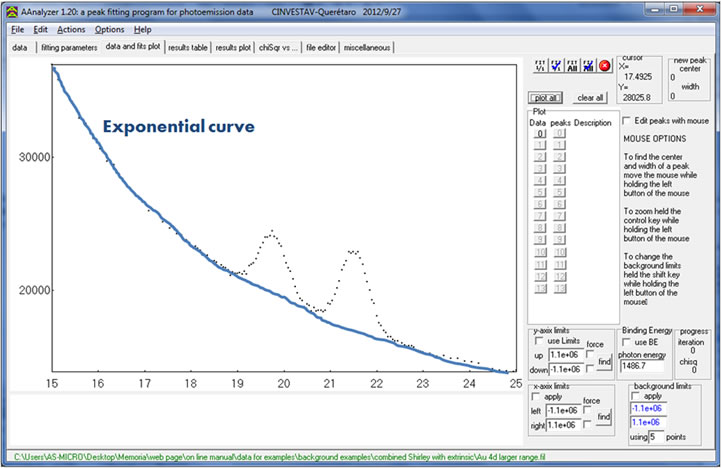 AAnalyzer 1.20: a peak fitting program for photoemission data CINVESTAV-Querétaro 2012/9/27
File Edit Actions Options Help
data fitting parameters data and fits plot results table results plot chiSqr vs ... file editor miscellaneous
Exponential curve
30000
20000
15 16 17 18 19 20 21 22 23 24 25
All All
cursor
X=
17.4925
Y=
28025.8
new peak
center
0
width
0
plot all clear all
Plot
Data peaks Description
0 0
1 1
2 2
3 3
4 4
5 5
6 6
7 7
8 8
9 9
10 10
11 11
12 12
13 13
Edit peaks with mouse
MOUSE OPTIONS
To find the center
and width of a peak
move the mouse while
holding the left
button of the mouse
To zoom held the
control key while
holding the left
button of the mouse
To change the
background limits
held the shift key
while holding the
left button of the
mouse
y-axis limits
use Limits force
up 1.1e+06
down -1.1e+06 find
Binding Energy
use BE
photon energy
1486.7
progress
iteration
0
chisq
0
x-axis limits
apply force
left -1.1e+06
right 1.1e+06 find
background limits
apply
-1.1e+06
1.1e+06
using 5 points
C:\Users\AS-MICRO\Desktop\Memoria\web page\on line manual\data for examples\background examples\combined Shirley with extrinsic\Au 4d larger range.fil